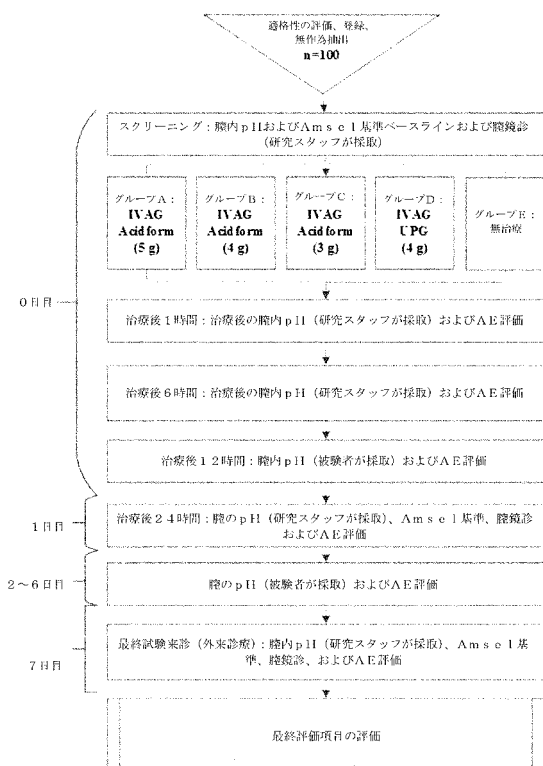 適格性の評価、登録、
無作為抽出
n=100
スクリーニング：膣内ｐHおよびＡｍｓｅｌ基準ベースラインおよび膣鏡診
(研究スタッフが採取)
グループA：
IVAG
Acidform
(5 g)
グループB：
IVAG
Acidform
(4 g)
グループC：
IVAG
Acidform
(3 g)
グループD：
IVAG
UPG
(4 g)
グループE：
無治療
0日目
治療後1時間：治療後の膣内ｐH（研究スタッフが採取）およびAE評価
治療後6時間：治療後の膣内ｐH（研究スタッフが採取）およびAE評価
治療後12時間：膣内ｐH（被験者が採取）およびAE評価
1日目
治療後24時間：膣のｐH（研究スタッフが採取）、Ａｍｓｅｌ基準、膣鏡診
およびAE評価
2～6日目
膣のｐH（被験者が採取）およびAE評価
7日目
最終試験来診（外来診療）：膣内ｐH（研究スタッフが採取）、Ａｍｓｅｌ基
準、膣鏡診、およびAE評価
最終評価項目の評価